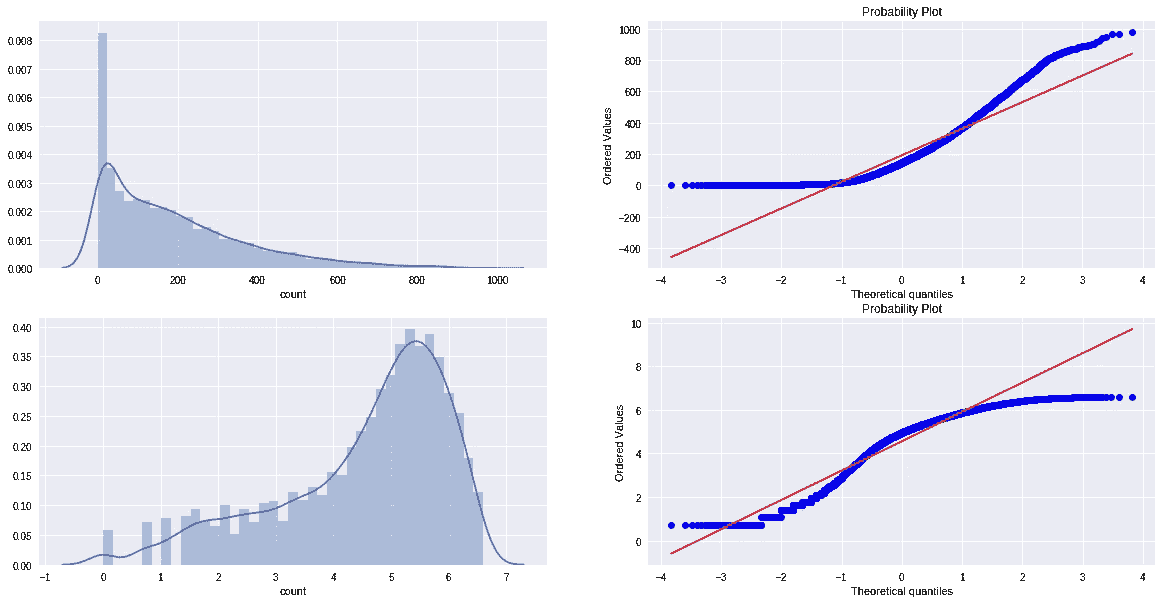 0.008
0.007
0.006
0.005
0.004
0.003
0.002
0.001
0.000
0 200 400 600 800 1000
count
Probability Plot
1000
800
600
400
200
0
−200
−400
Ordered Values
−4 −3 −2 −1 0 1 2 3 4
Theoretical quantiles
0.40
0.35
0.30
0.25
0.20
0.15
0.10
0.05
0.00
−1 0 1 2 3 4 5 6 7
count
Probability Plot
10
8
6
4
2
0
Ordered Values
−4 −3 −2 −1 0 1 2 3 4
Theoretical quantiles